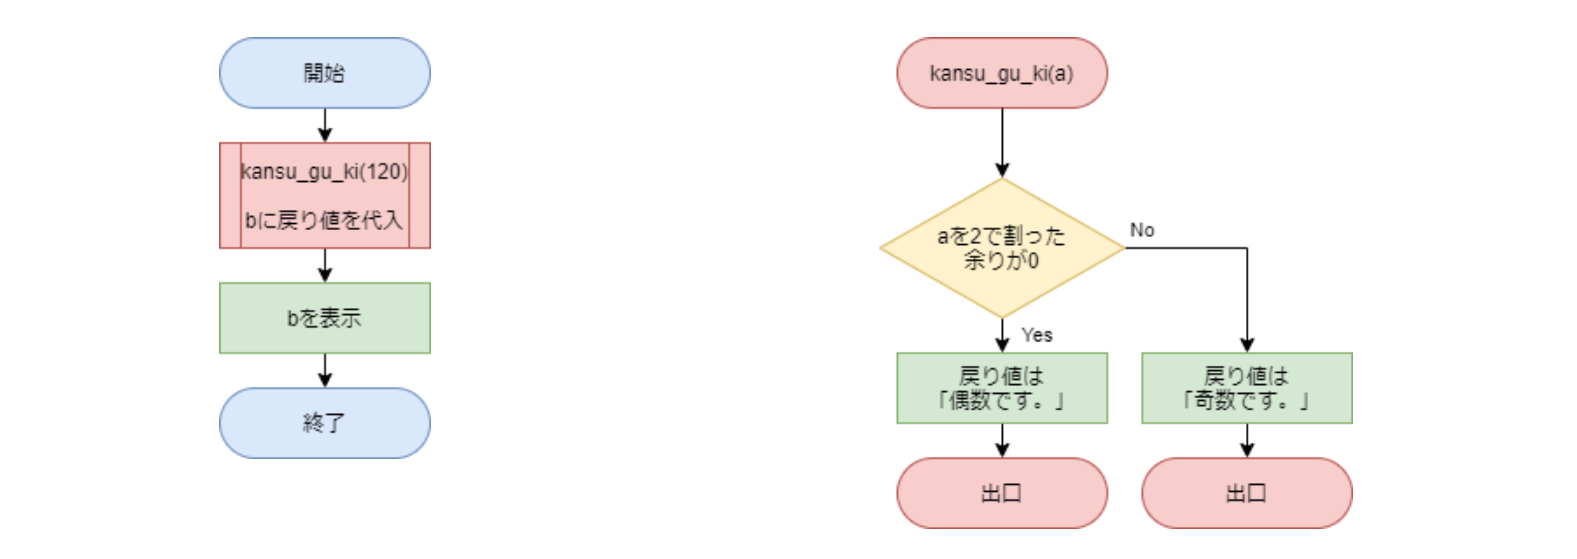 開始
kansu_gu_ki(120)
bに戻り値を代入
bを表示
終了
kansu_gu_ki(a)
aを2で割った
余りが0
No
Yes
戻り値は
「偶数です。」
戻り値は
「奇数です。」
出口
出口